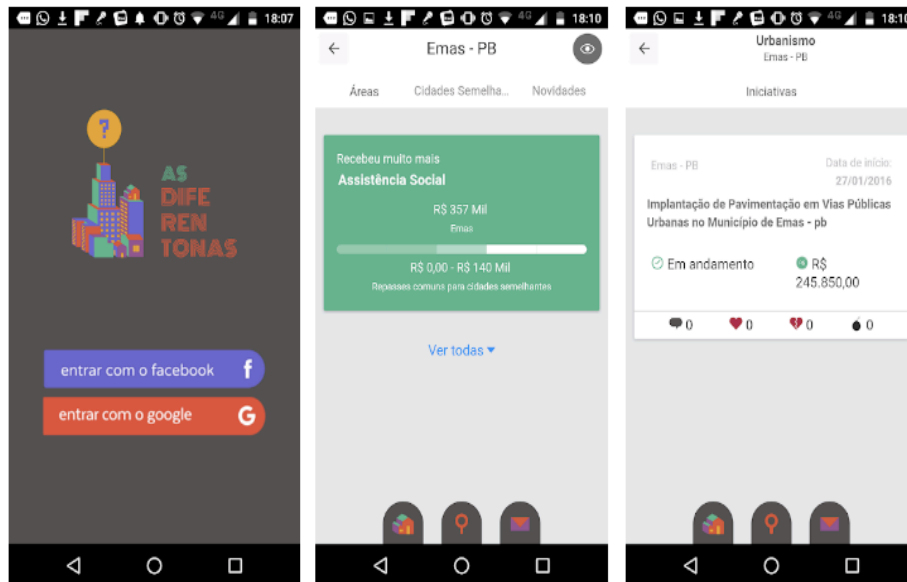 4G 18:07
?
AS
DIFE
REN
TONAS
entrar com o facebook f
entrar com o google G
4G 18:10
Emas - PB
Áreas Cidades Semelha... Novidades
Recebeu muito mais
Assistência Social
R$ 357 Mil
Emas
R$ 0,00 - R$ 140 Mil
Repasses comuns para cidades semelhantes
Ver todas
4G 18:10
Urbanismo
Emas - PB
Iniciativas
Emas - PB Data de início:
27/01/2016
Implantação de Pavimentação em Vias Públicas
Urbanas no Município de Emas - pb
Em andamento R$
245.850,00
0 0 0 0